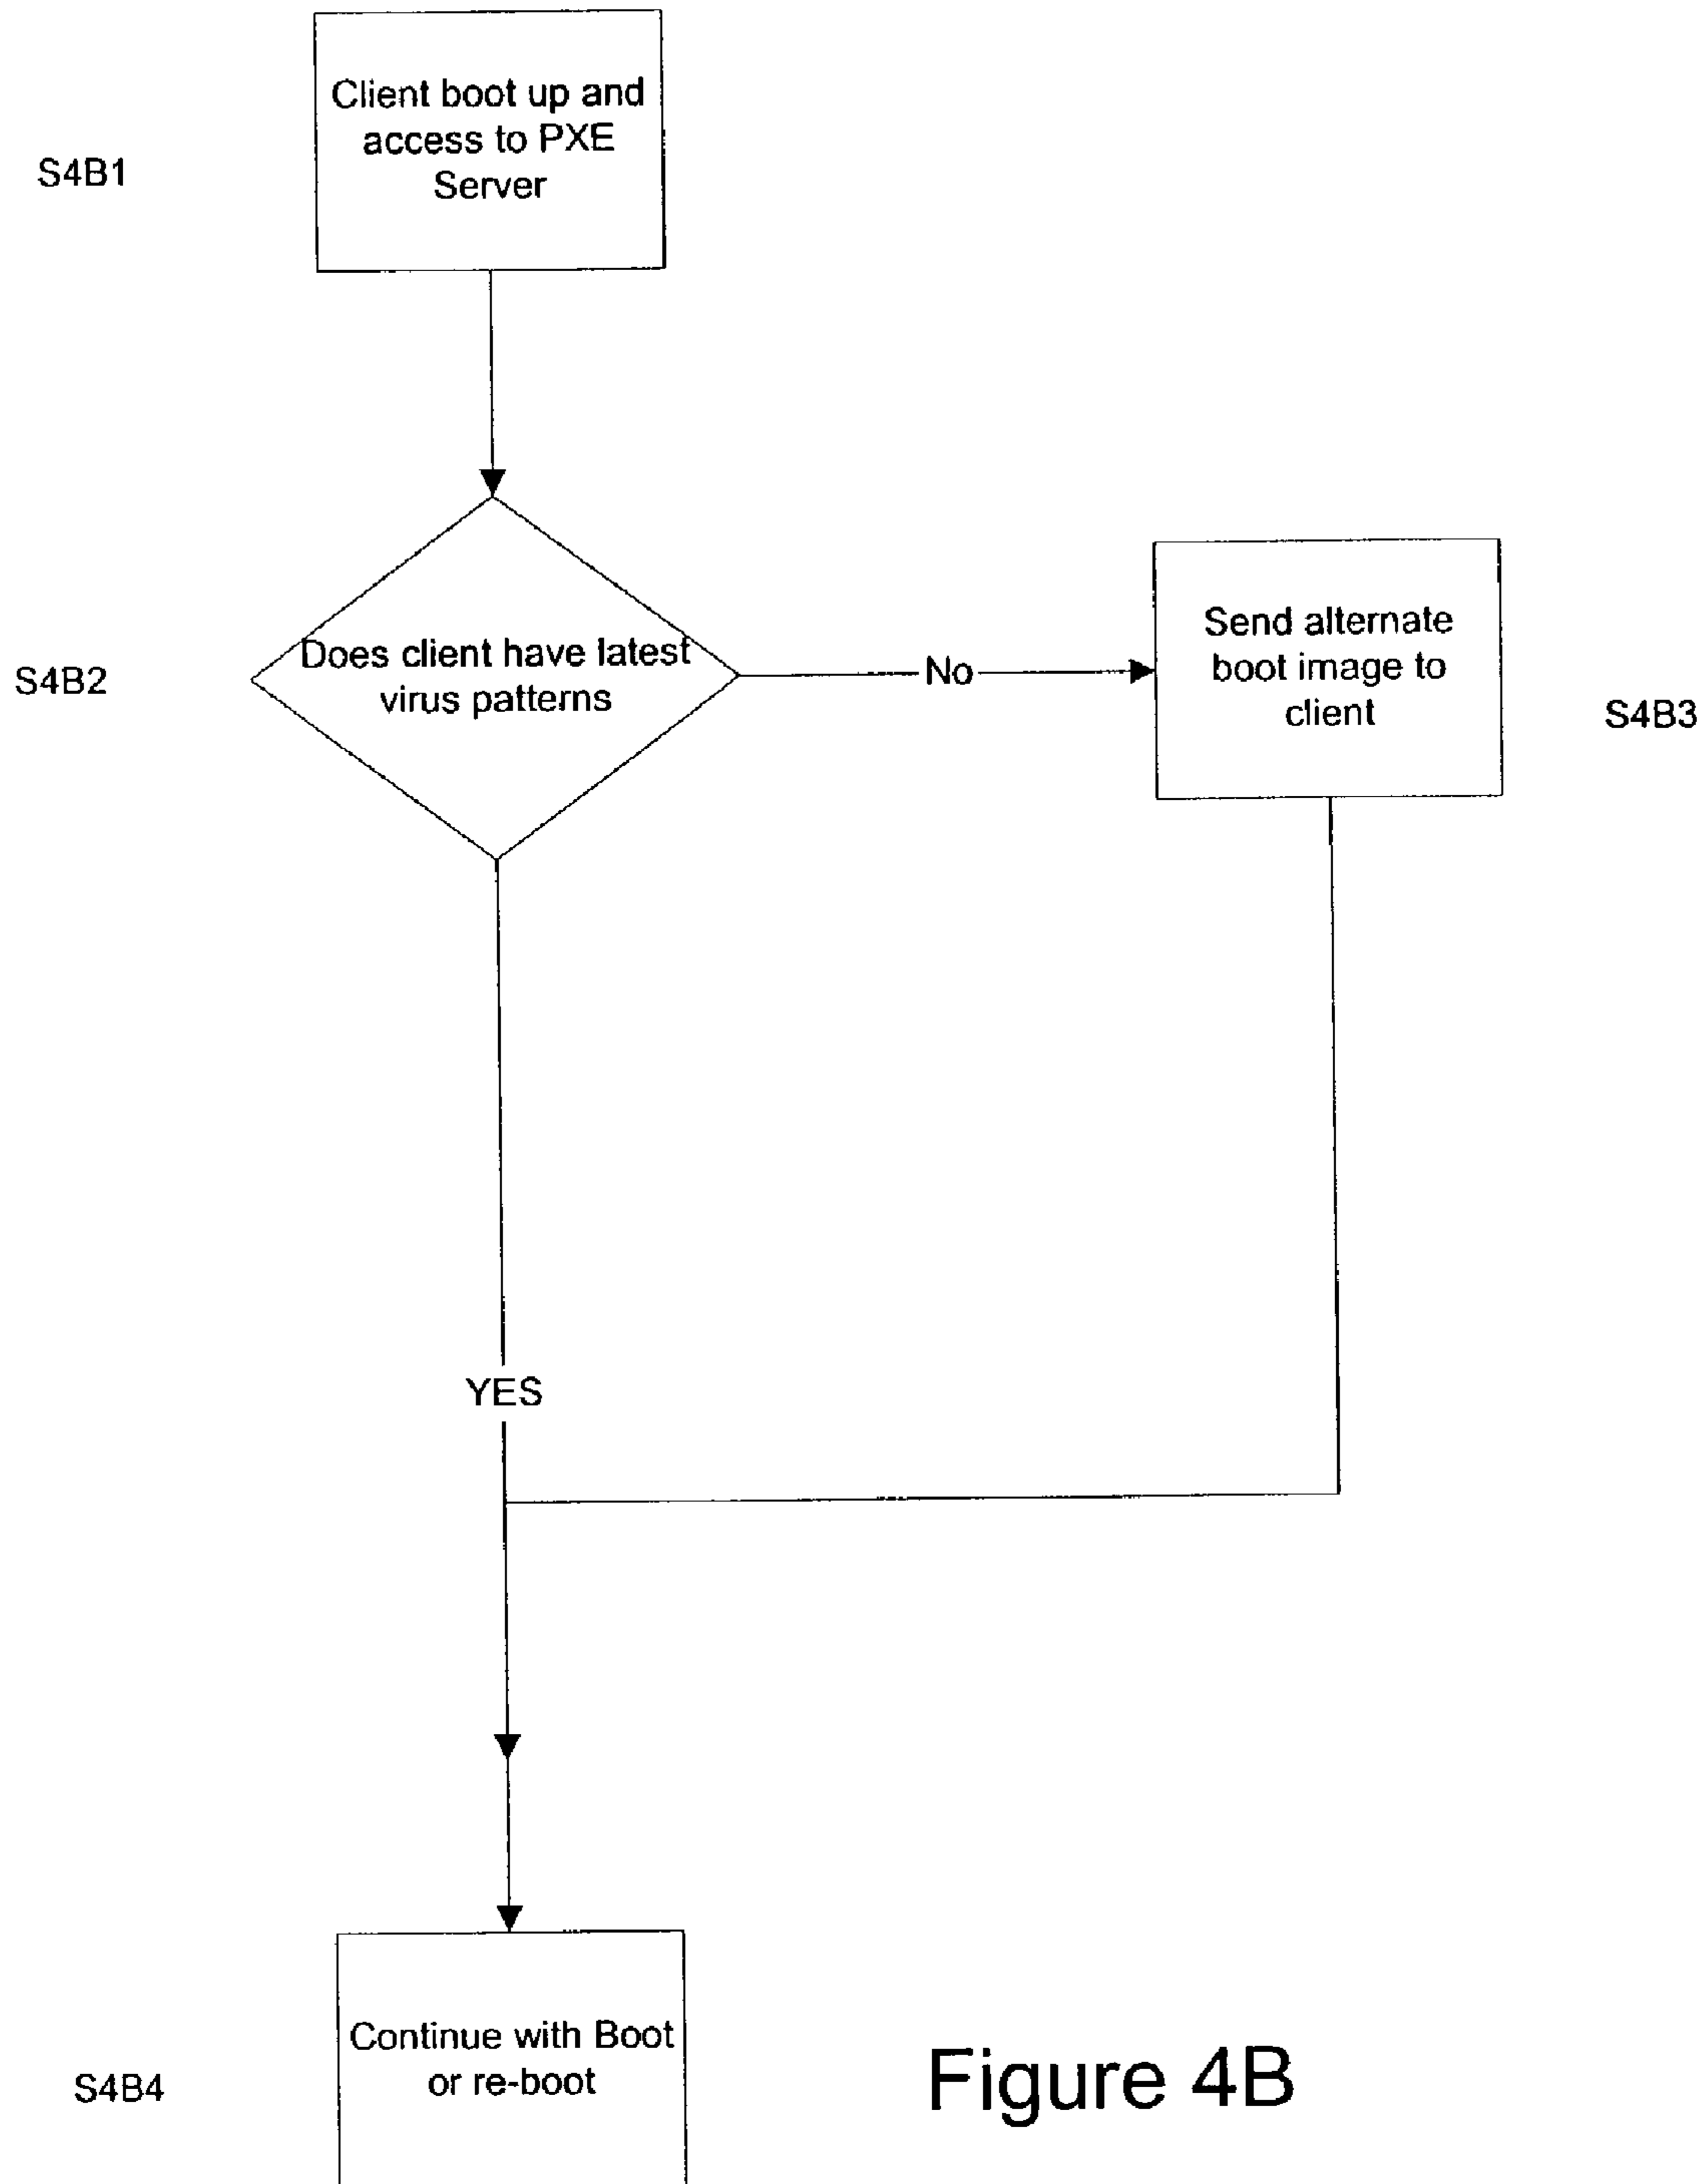 Client boot up and
access to PXE
Server
S4B1
Does client have latest
virus patterns
S4B2
No
Send alternate
boot image to
client
S4B3
YES
Continue with Boot
or re-boot
S4B4
Figure 4B